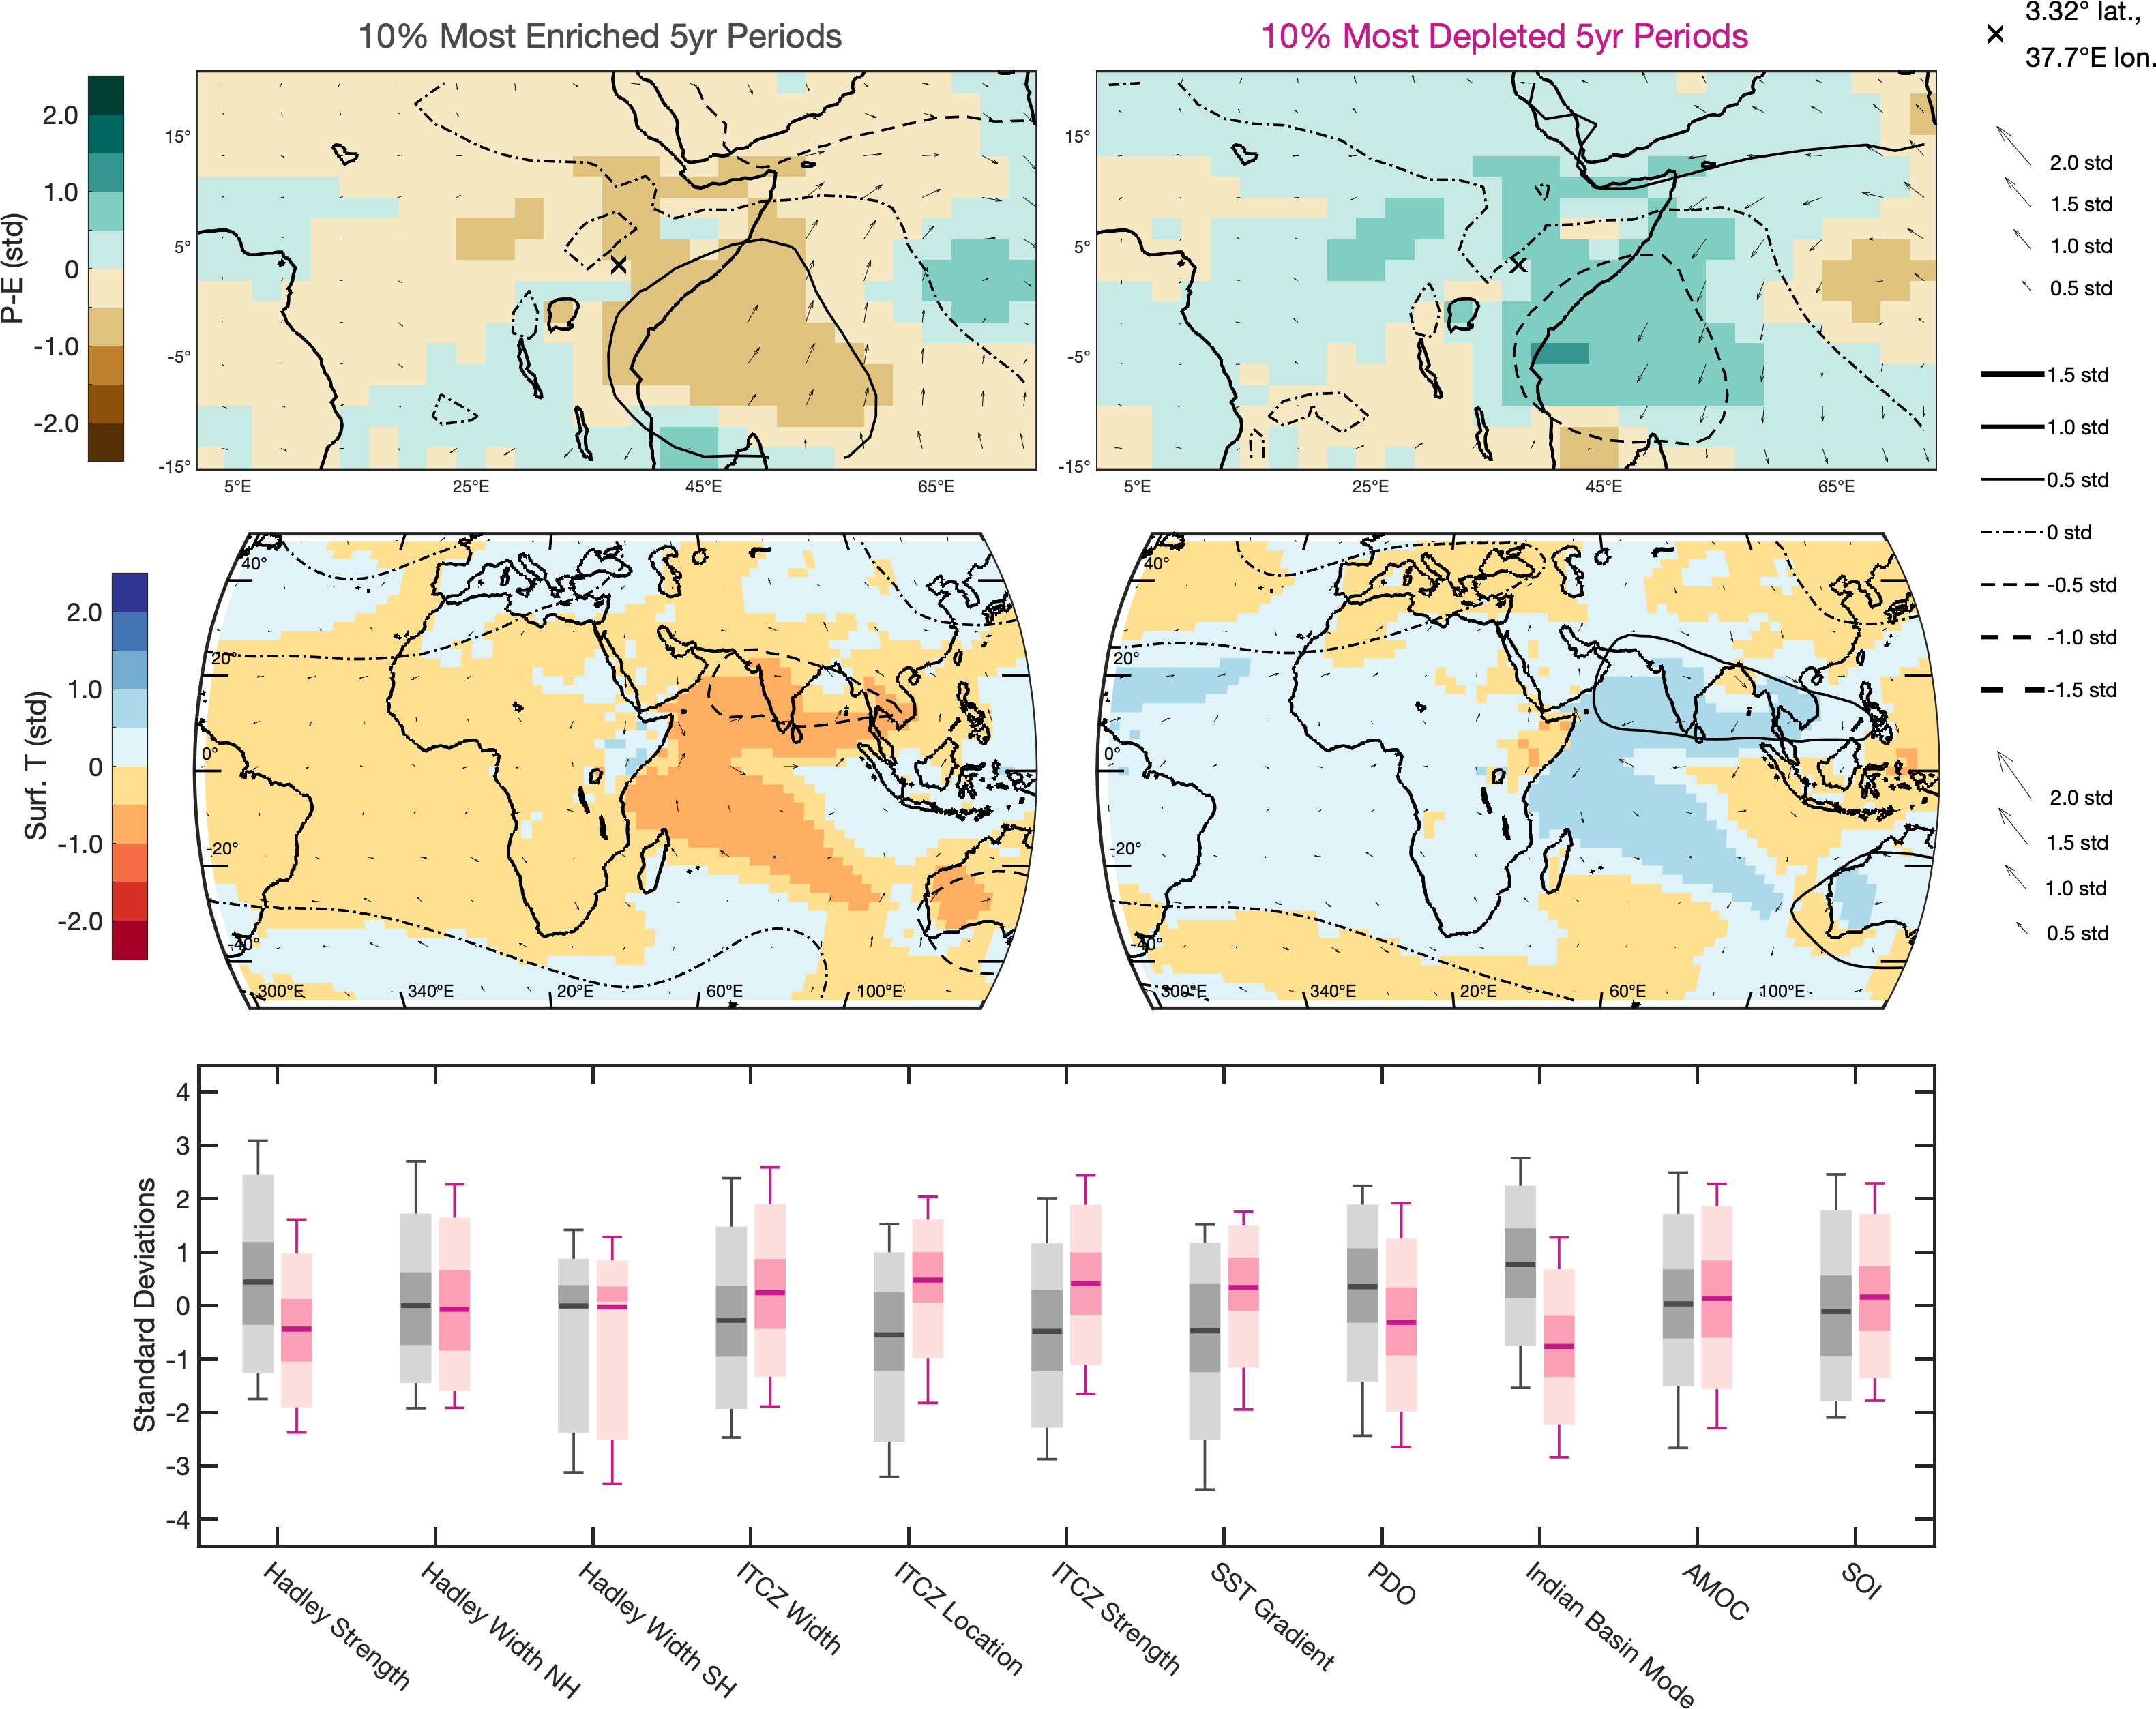 10% Most Enriched 5yr Periods
10% Most Depleted 5yr Periods
3.32° lat.,
37.7°E lon.
P-E (std)
2.0
1.0
0
-1.0
-2.0
15°
5°
-5°
-15°
5°E
25°E
45°E
65°E
15°
5°
-5°
-15°
5°E
25°E
45°E
65°E
2.0 std
1.5 std
1.0 std
0.5 std
1.5 std
1.0 std
0.5 std
0 std
-0.5 std
-1.0 std
-1.5 std
Surf. T (std)
2.0
1.0
0
-1.0
-2.0
40°
20°
0°
-20°
-40°
300°E
340°E
20°E
60°E
100°E
40°
20°
0°
-20°
-40°
300°E
340°E
20°E
60°E
100°E
2.0 std
1.5 std
1.0 std
0.5 std
Standard Deviations
4
3
2
1
0
-1
-2
-3
-4
Hadley Strength
Hadley Width NH
Hadley Width SH
ITCZ Width
ITCZ Location
ITCZ Strength
SST Gradient
PDO
Indian Basin Mode
AMOC
SOI